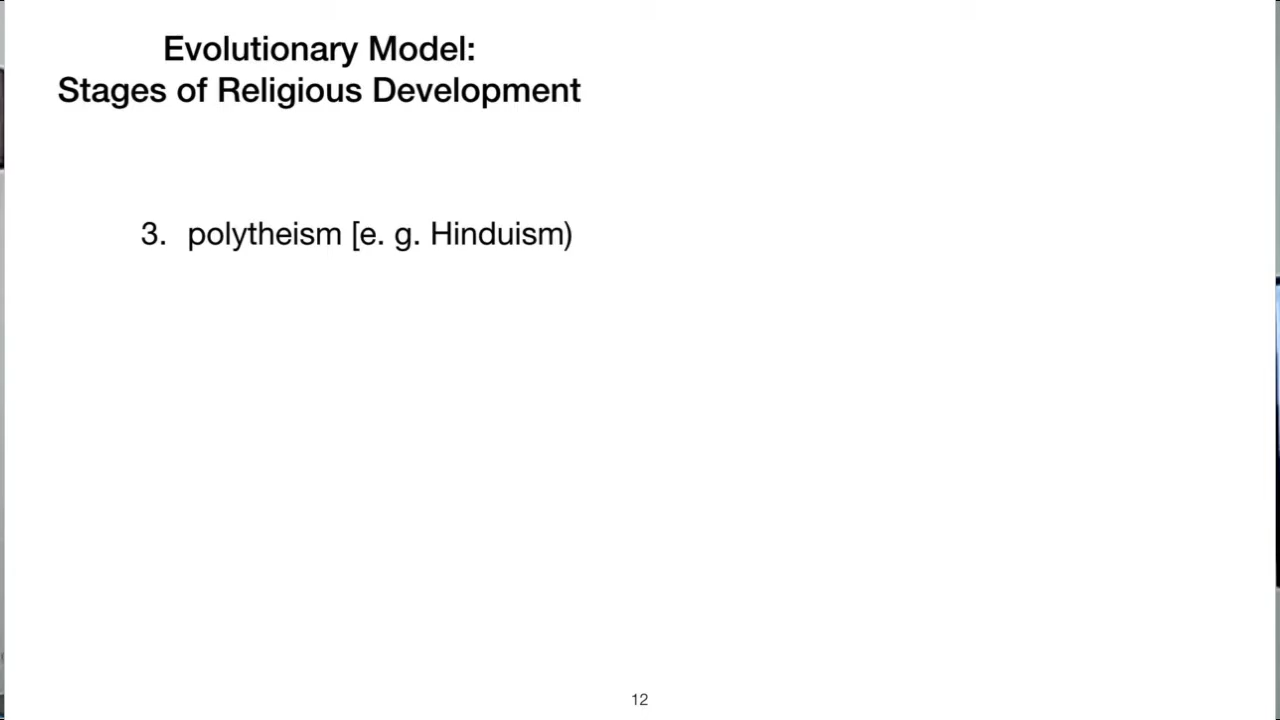 Evolutionary Model:
Stages of Religious Development
3. polytheism [e. g. Hinduism)
12